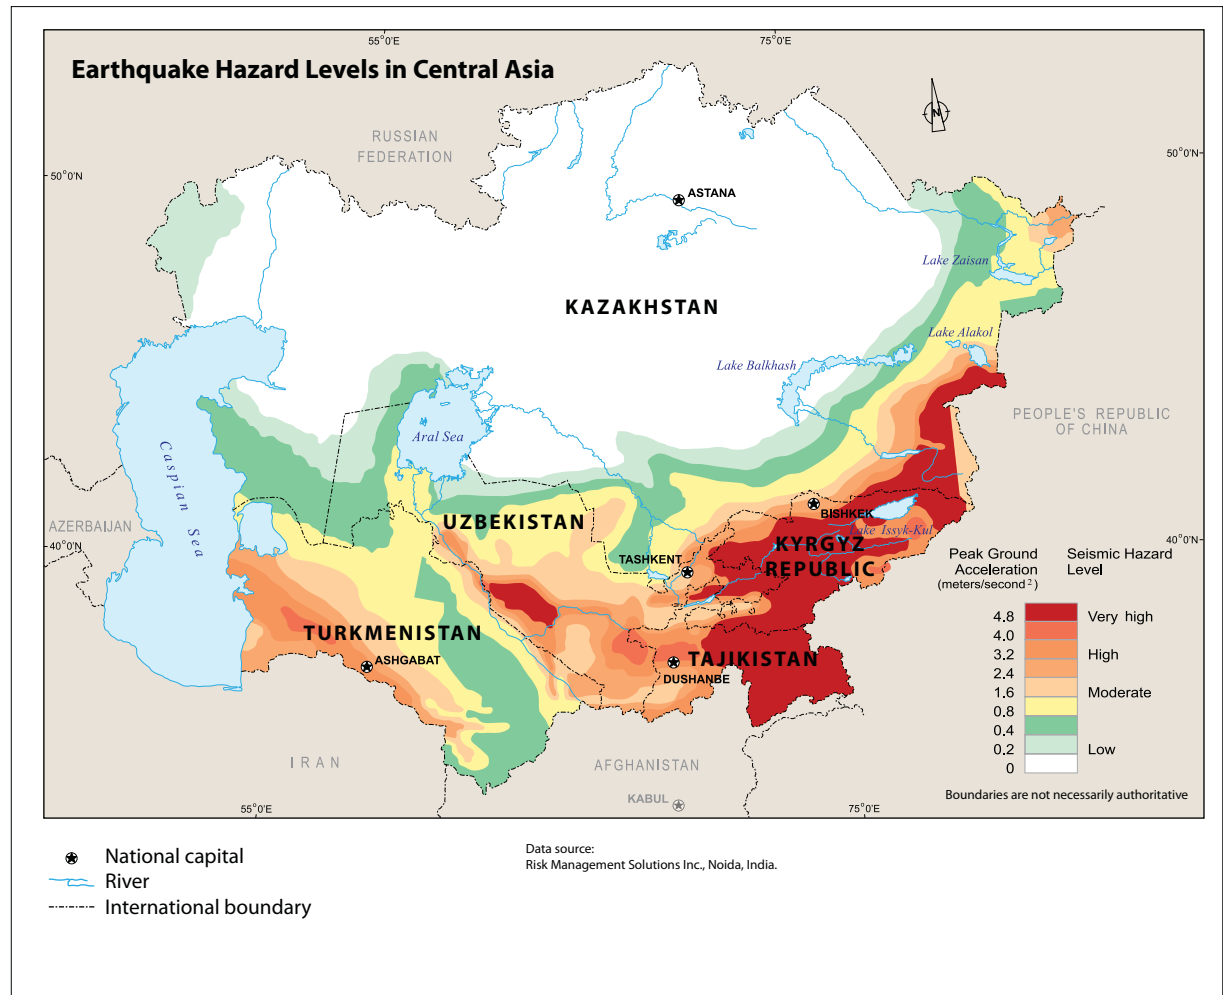 55°0'E
75°0'E
Earthquake Hazard Levels in Central Asia
N
RUSSIAN
FEDERATION
50°0'N
50°0'N
ASTANA
Lake Zaisan
KAZAKHSTAN
Lake Alakol
Lake Balkhash
PEOPLE'S REPUBLIC
OF CHINA
Aral Sea
Caspian Sea
BISHKEK
AZERBAIJAN
UZBEKISTAN
Lake Issyk-Kul
40°0'N
40°0'N
KYRGYZ
REPUBLIC
TASHKENT
Peak Ground
Acceleration
(meters/second²)
Seismic Hazard
Level
4.8 Very high
4.0
3.2 High
2.4
1.6 Moderate
0.8
0.4
0.2 Low
0
TURKMENISTAN
ASHGABAT
TAJIKISTAN
DUSHANBE
IRAN
AFGHANISTAN
KABUL
Boundaries are not necessarily authoritative
55°0'E
75°0'E
National capital
River
International boundary
Data source:
Risk Management Solutions Inc., Noida, India.